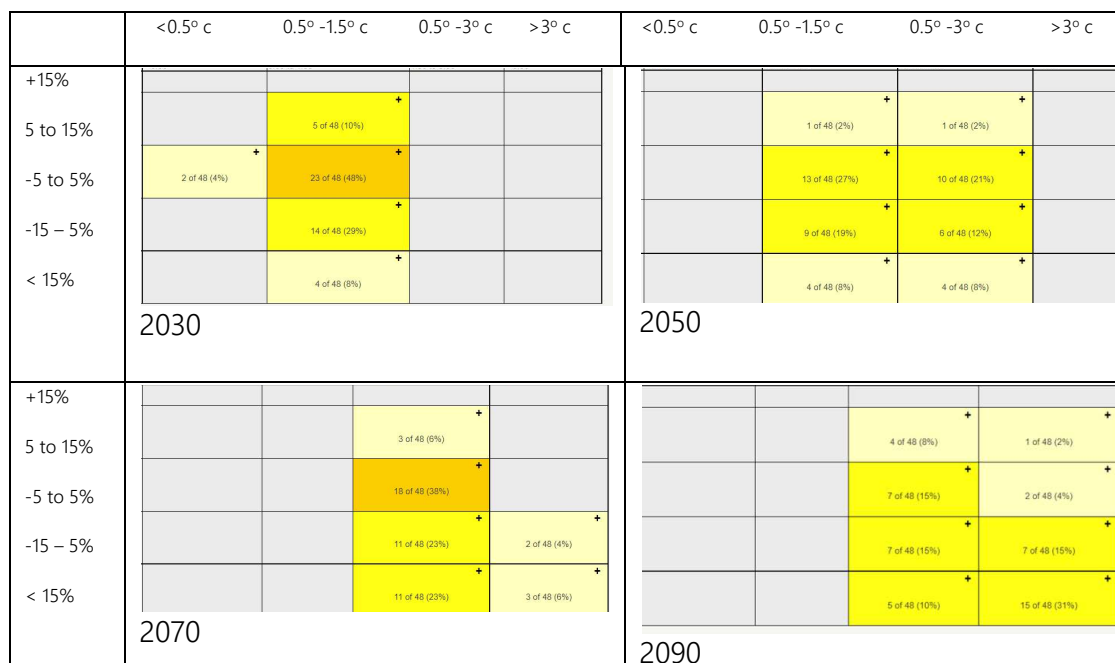 <0.5° c 0.5° -1.5° c 0.5° -3° c >3° c <0.5° c 0.5° -1.5° c 0.5° -3° c >3° c
+15%
5 to 15%
-5 to 5%
-15 – 5%
< 15%
+
5 of 48 (10%)
+ +
2 of 48 (4%) 23 of 48 (48%)
+
14 of 48 (29%)
+
4 of 48 (8%)
2030
+ +
1 of 48 (2%) 1 of 48 (2%)
+ +
13 of 48 (27%) 10 of 48 (21%)
+ +
9 of 48 (19%) 6 of 48 (12%)
+ +
4 of 48 (8%) 4 of 48 (8%)
2050
+15%
5 to 15%
-5 to 5%
-15 – 5%
< 15%
+
3 of 48 (6%)
+
18 of 48 (38%)
+ +
11 of 48 (23%) 2 of 48 (4%)
+ +
11 of 48 (23%) 3 of 48 (6%)
2070
+ +
4 of 48 (8%) 1 of 48 (2%)
+ +
7 of 48 (15%) 2 of 48 (4%)
+ +
7 of 48 (15%) 7 of 48 (15%)
+ +
5 of 48 (10%) 15 of 48 (31%)
2090